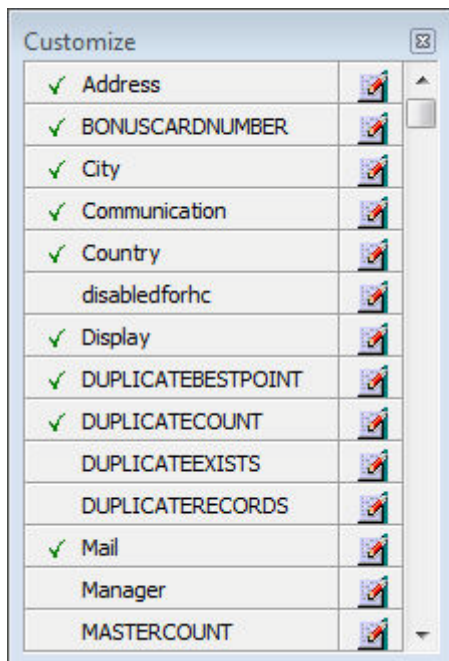 Customize
Address
BONUSCARDNUMBER
City
Communication
Country
disabledforhc
Display
DUPLICATEBESTPOINT
DUPLICATECOUNT
DUPLICATEEXISTS
DUPLICATERECORDS
Mail
Manager
MASTERCOUNT